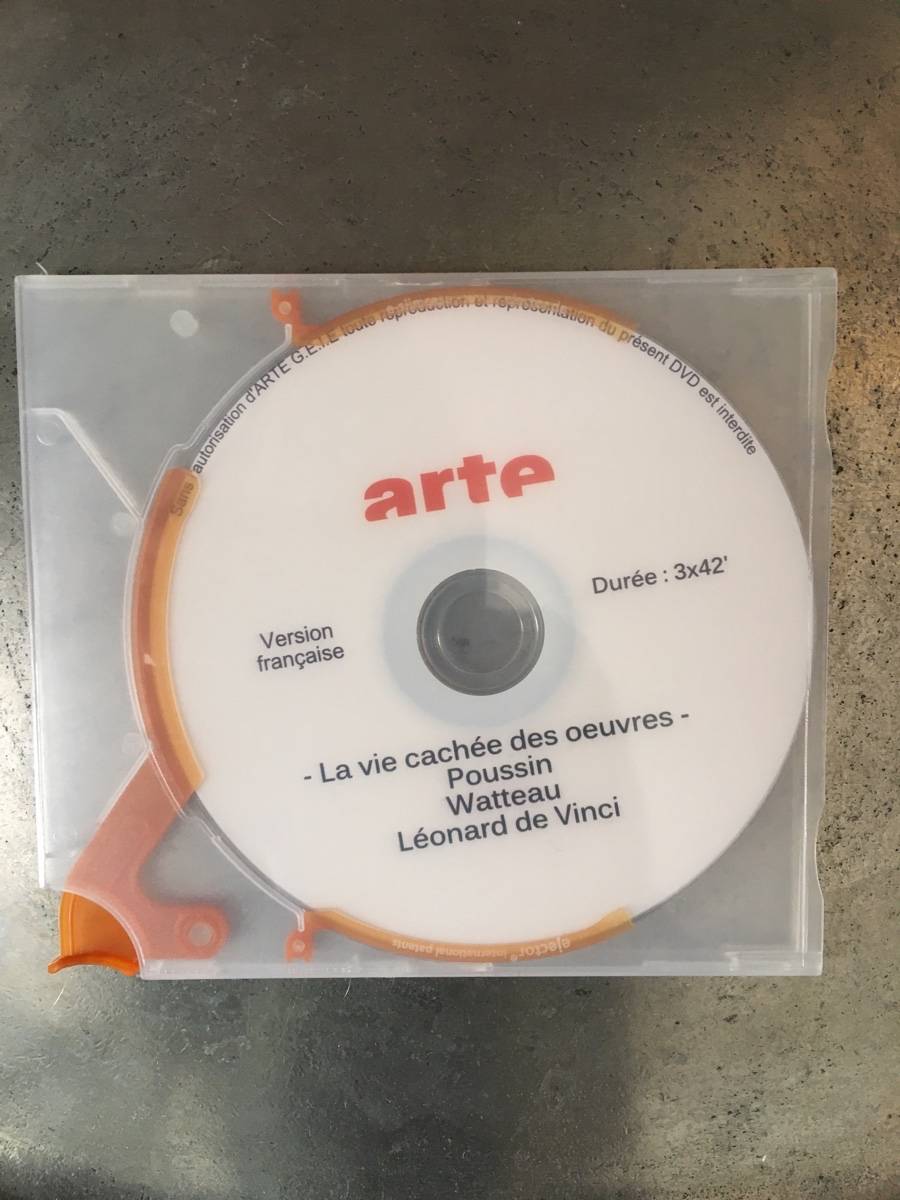 Sans autorisation d'ARTE G.E.I.E toute reproduction et représentation du présent DVD est interdite
arte
Durée : 3x42'
Version
française
- La vie cachée des oeuvres -
Poussin
Watteau
Léonard de Vinci
ejector® international patents